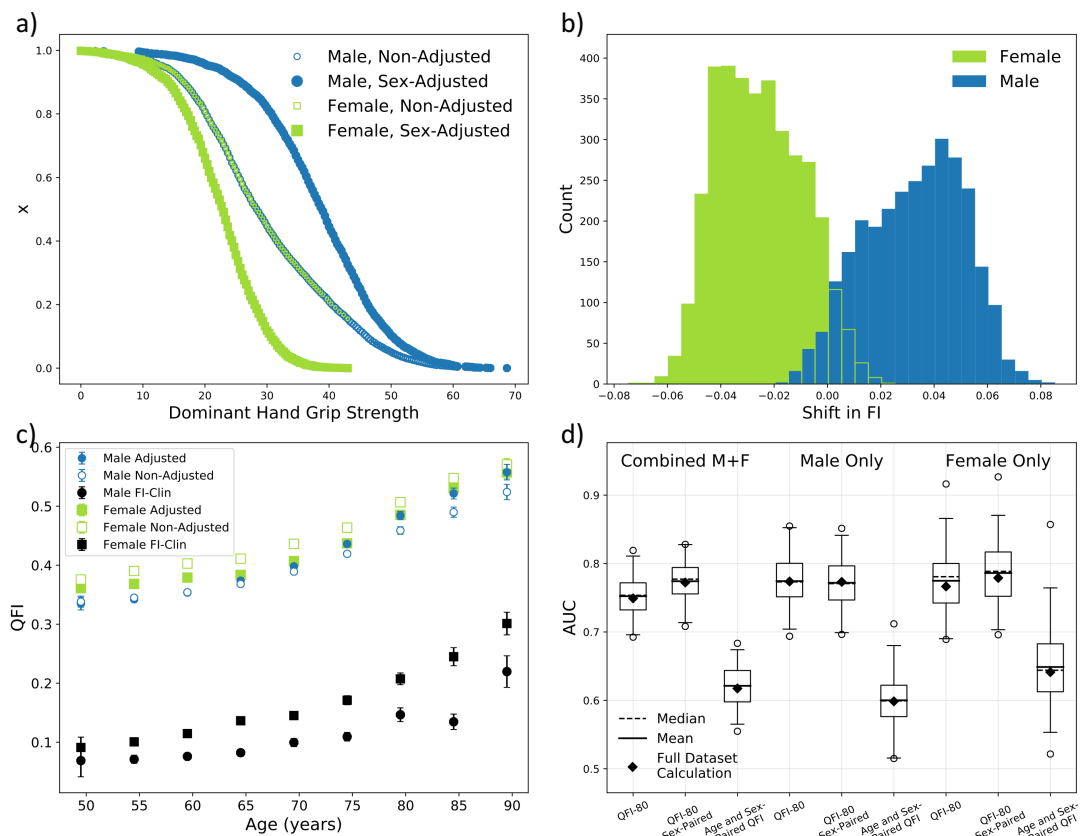 a)
1.0
0.8
0.6
0.4
0.2
0.0
x
Male, Non-Adjusted
Male, Sex-Adjusted
Female, Non-Adjusted
Female, Sex-Adjusted
0 10 20 30 40 50 60 70
Dominant Hand Grip Strength
b)
400
350
300
250
200
150
100
50
0
Count
Female
Male
−0.08 −0.06 −0.04 −0.02 0.00 0.02 0.04 0.06 0.08
Shift in FI
c)
0.6
0.5
0.4
0.3
0.2
0.1
QFI
Male Adjusted
Male Non-Adjusted
Male FI-Clin
Female Adjusted
Female Non-Adjusted
Female FI-Clin
50 55 60 65 70 75 80 85 90
Age (years)
d)
0.9
0.8
0.7
0.6
0.5
AUC
Combined M+F Male Only Female Only
Median
Mean
Full Dataset
Calculation
QFI-80
QFI-80
Sex-Paired
Age and Sex-
QFI
QFI-80
QFI-80
Sex-Paired
Age and Sex-
QFI
QFI-80
QFI-80
Sex-Paired
Age and Sex-
QFI